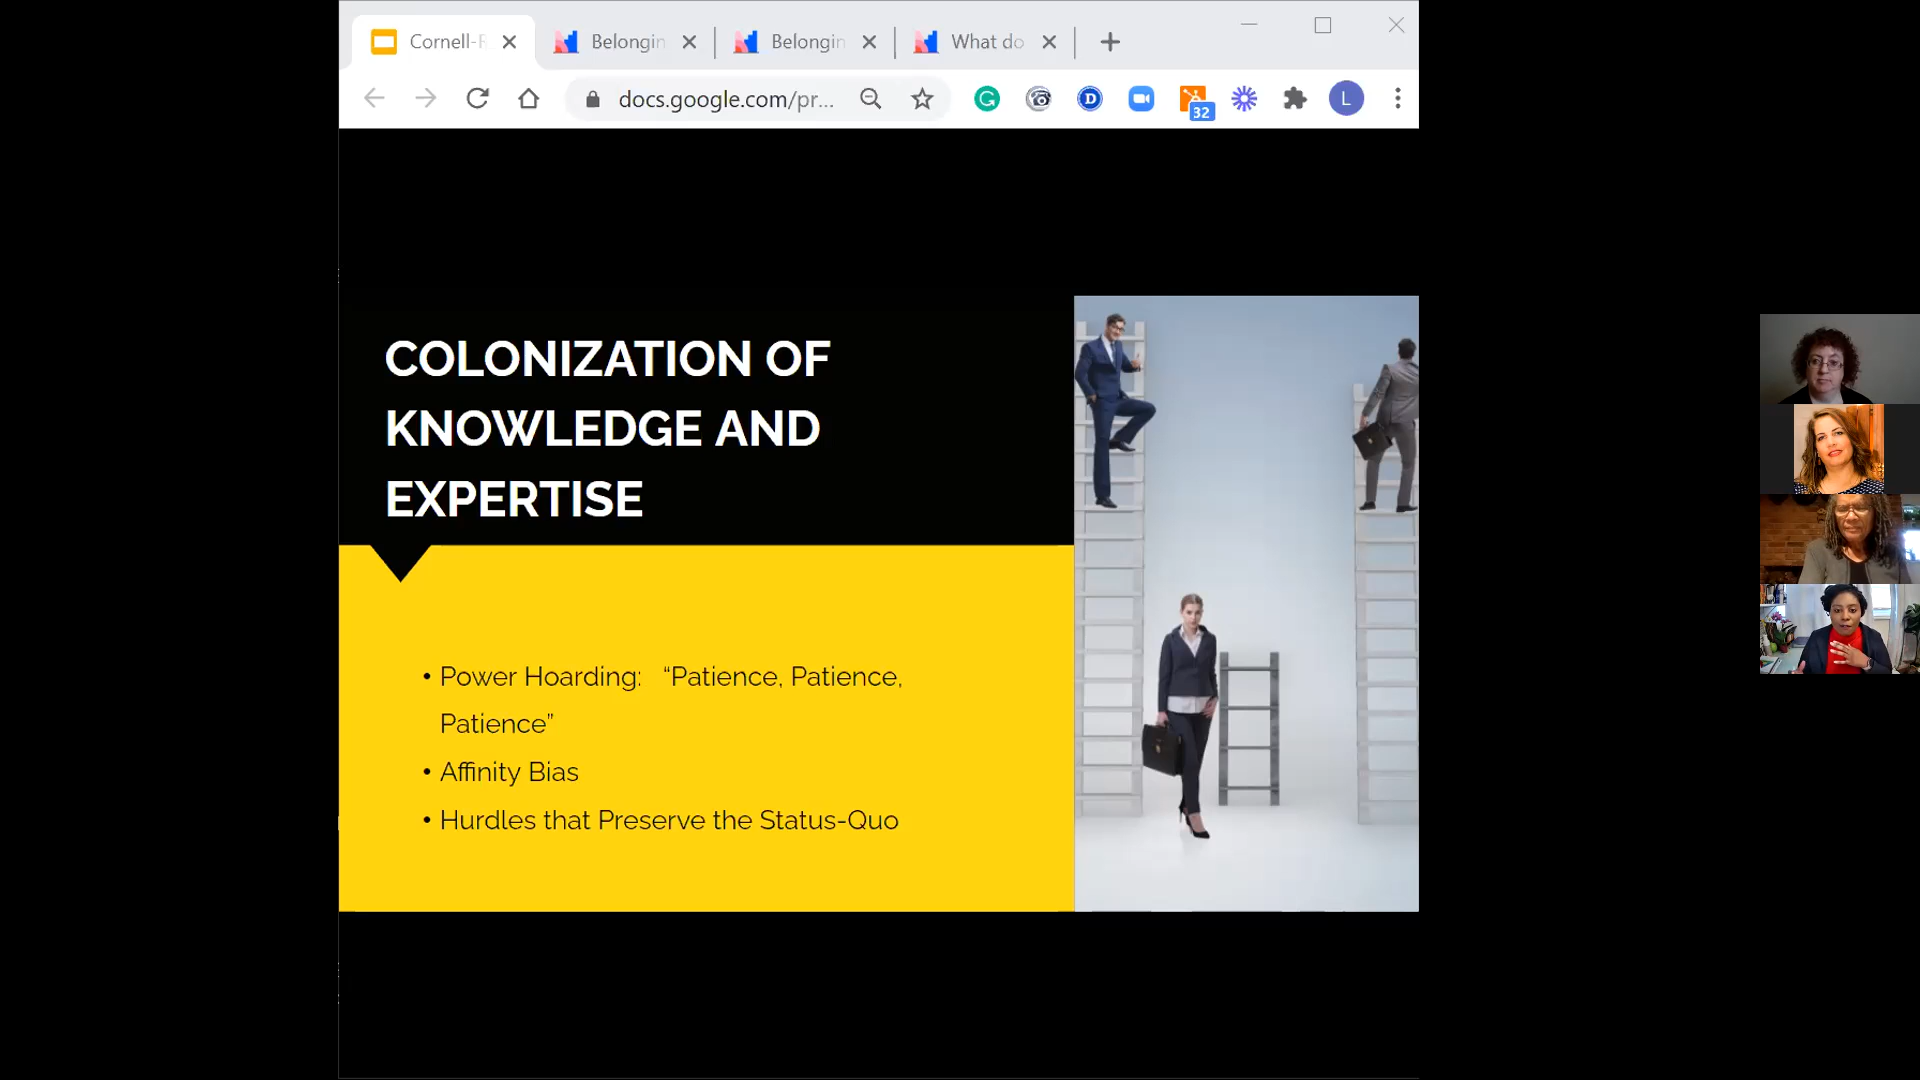 Cornell-R
Belongin
Belongin
What do
docs.google.com/pr...
D
32
L
COLONIZATION OF
KNOWLEDGE AND
EXPERTISE
• Power Hoarding: “Patience, Patience,
Patience”
• Affinity Bias
• Hurdles that Preserve the Status-Quo